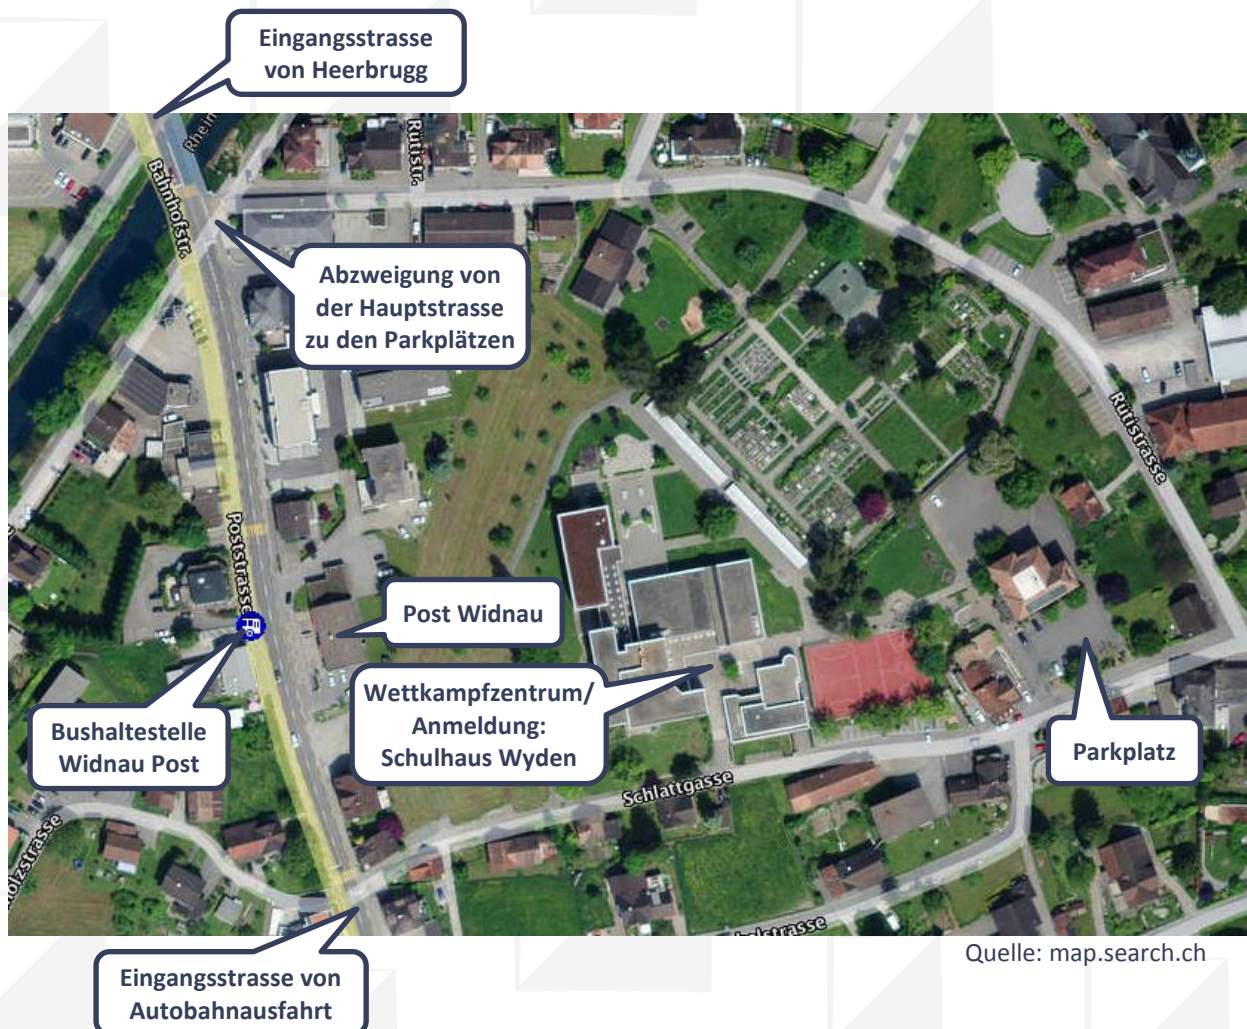 Eingangsstrasse
von Heerbrugg
Rhein
Rütistr.
Bahnhofstr.
Abzweigung von
der Hauptstrasse
zu den Parkplätzen
Rütistrasse
Poststrasse
Post Widnau
Wettkampfzentrum/
Anmeldung:
Schulhaus Wyden
Bushaltestelle
Widnau Post
Parkplatz
Schlattgasse
Eingangsstrasse von
Autobahnausfahrt
Quelle: map.search.ch